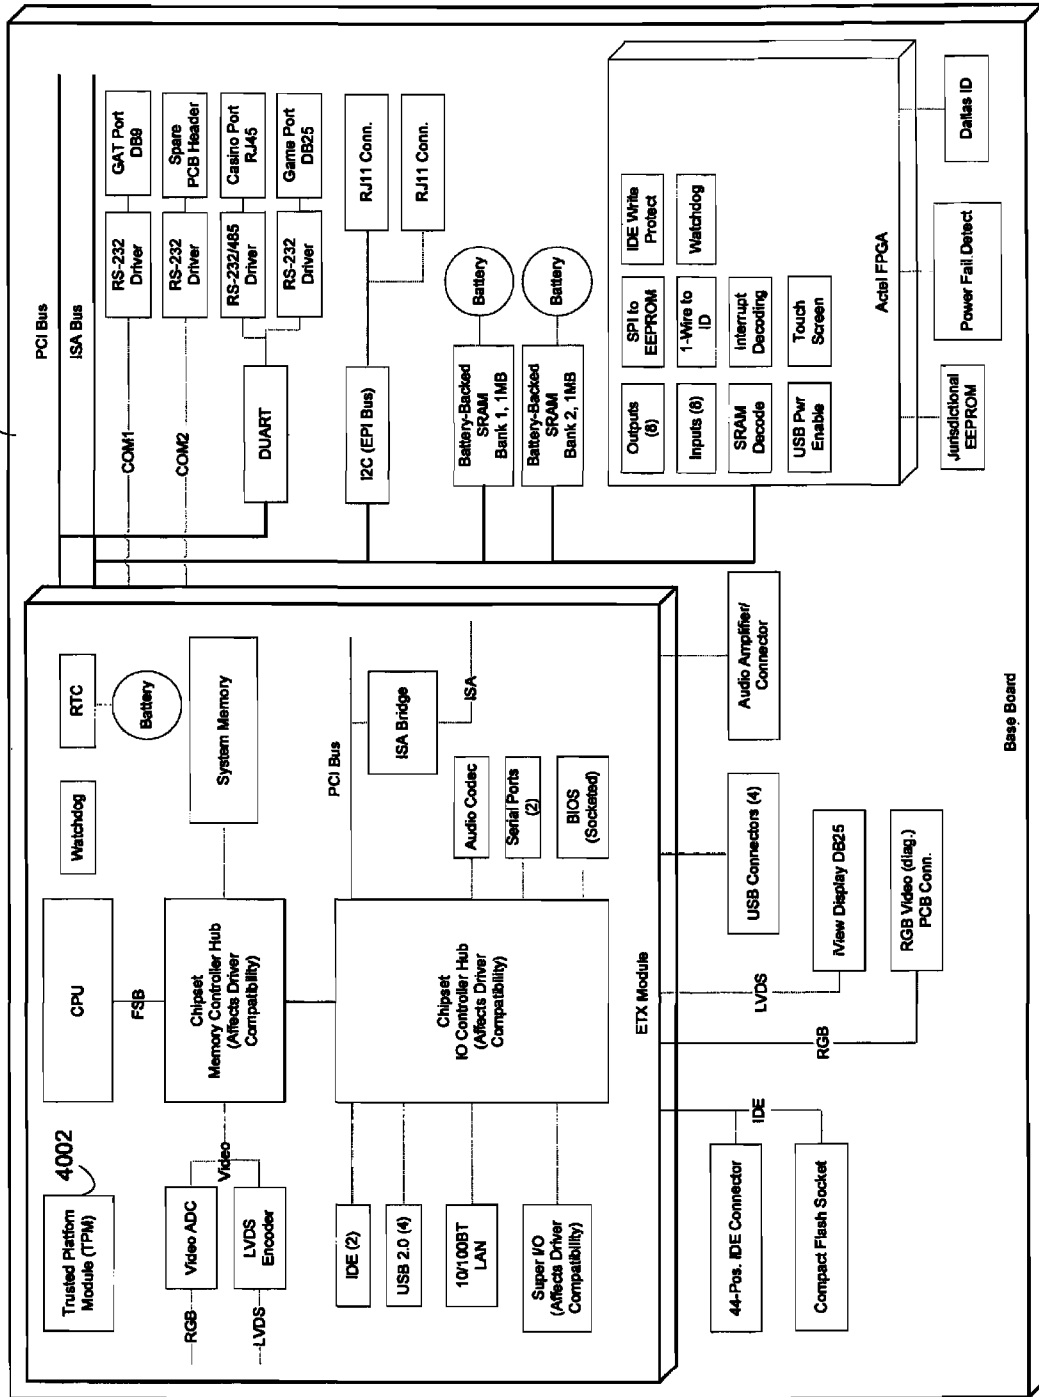 Trusted Platfom
Module (TPM)
4002
CPU
Watchdog
RTC
Battery
FSB
Video ADC
LVDS
Encoder
RGB
LVDS
Video
Chipset
Memory Controller Hub
(Affects Driver
Compatibility)
System Memory
IDE (2)
USB 2.0 (4)
10/100BT
LAN
Super I/O
(Affects Driver
Compatibility)
Chipset
IO Controller Hub
(Affects Driver
Compatibility)
PCI Bus
ISA Bridge
ISA
Audio Codec
Serial Ports
(2)
BIOS
(Socketed)
ETX Module
PCI Bus
ISA Bus
COM1
RS-232
Driver
GAT Port
DB9
COM2
RS-232
Driver
Spare
PCB Header
DUART
RS-232/485
Driver
Casino Port
RJ45
RS-232
Driver
Game Port
DB25
I2C (EPI Bus)
RJ11 Conn.
RJ11 Conn.
Battery-Backed
SRAM
Bank 1, 1MB
Battery
Battery-Backed
SRAM
Bank 2, 1MB
Battery
Outputs
(8)
SPI to
EEPROM
IDE Write
Protect
Inputs (8)
1-Wire to
ID
Watchdog
SRAM
Decode
Interrupt
Decoding
USB Pwr
Enable
Touch
Screen
Actel FPGA
Jurisdictional
EEPROM
Power Fail Detect
Dallas ID
IDE
44-Pos. IDE Connector
Compact Flash Socket
RGB
LVDS
USB Connectors (4)
iView Display DB25
RGB Video (diag.)
PCB Conn.
Audio Amplifier/
Connector
Base Board